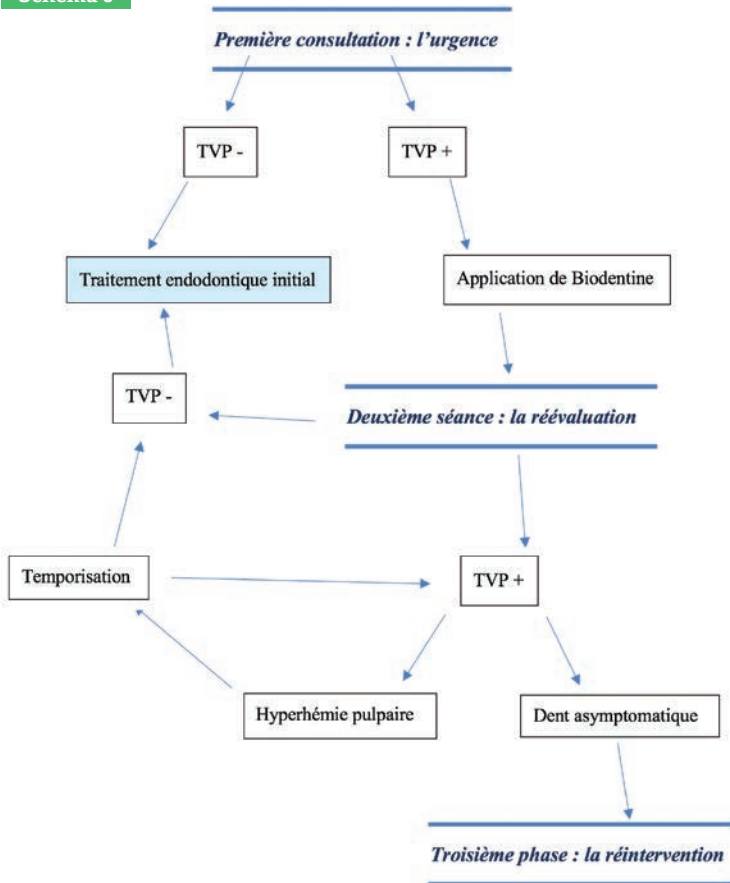 Première consultation : l'urgence
TVP -
TVP +
Traitement endodontique initial
Application de Biodentine
TVP -
Deuxième séance : la réévaluation
Temporisation
TVP +
Hyperhémie pulpaire
Dent asymptomatique
Troisième phase : la réintervention